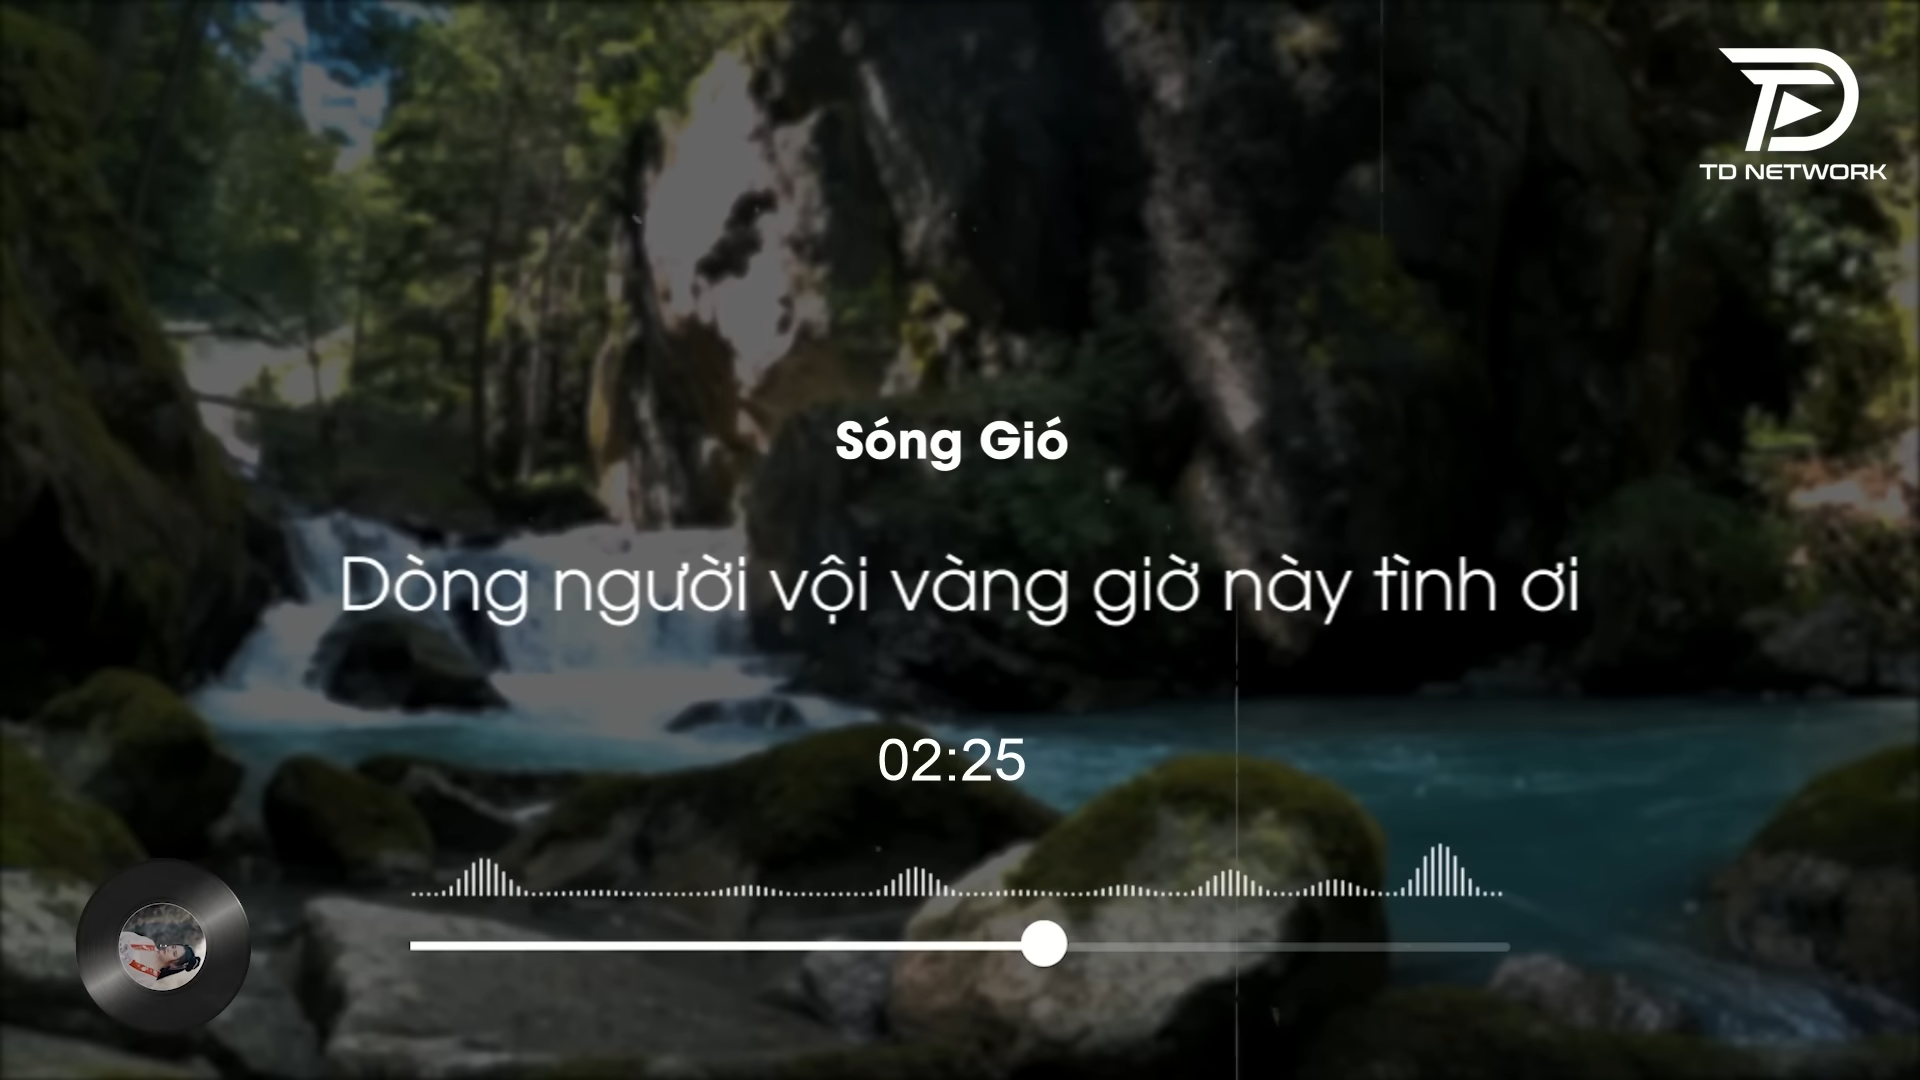 TD NETWORK
Sóng Gió
Dòng người vội vàng giờ này tình ơi
02:25